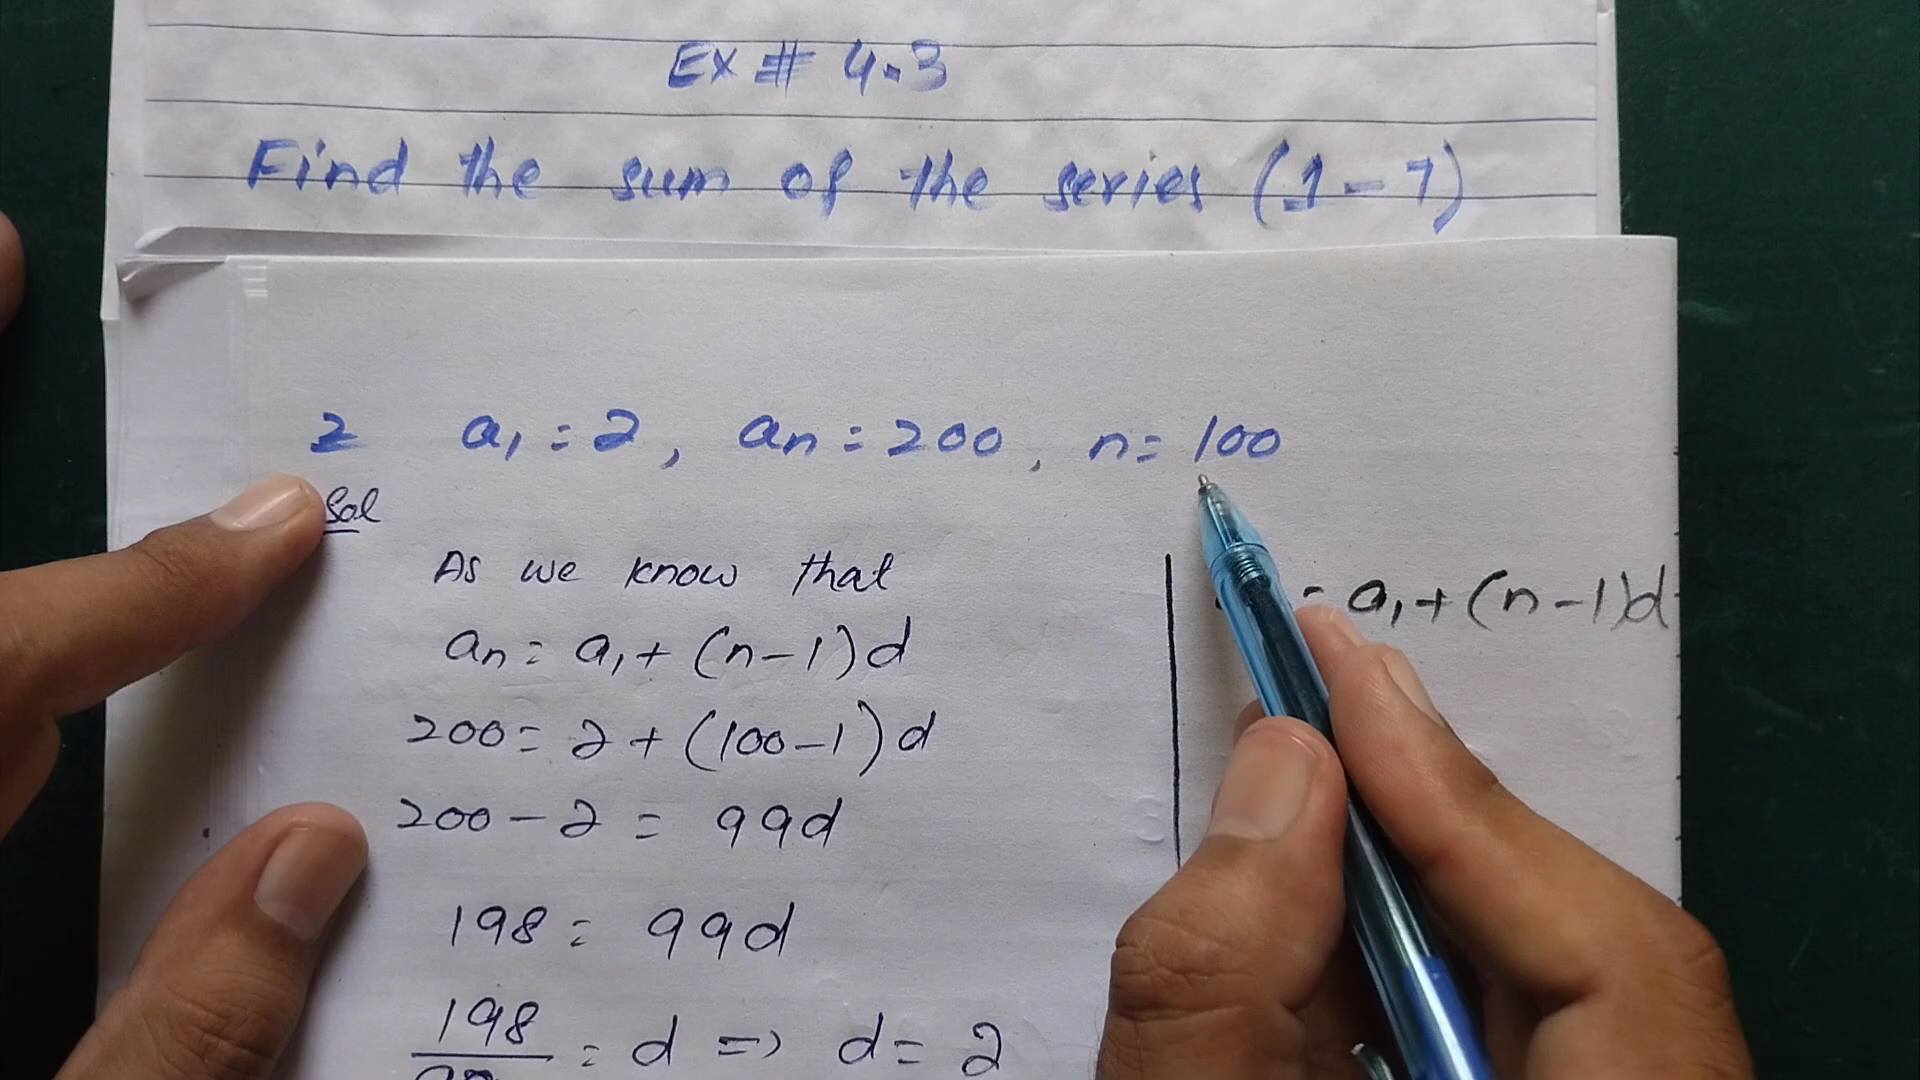 Ex # 4.3
Find the sum of the series (1-7)
2 a₁ = 2, an = 200, n = 100
Sol
As we know that
an = a₁ + (n-1)d
200 = 2 + (100-1)d
200 - 2 = 99d
198 = 99d
198 = d => d = 2
= a₁ + (n-1)d